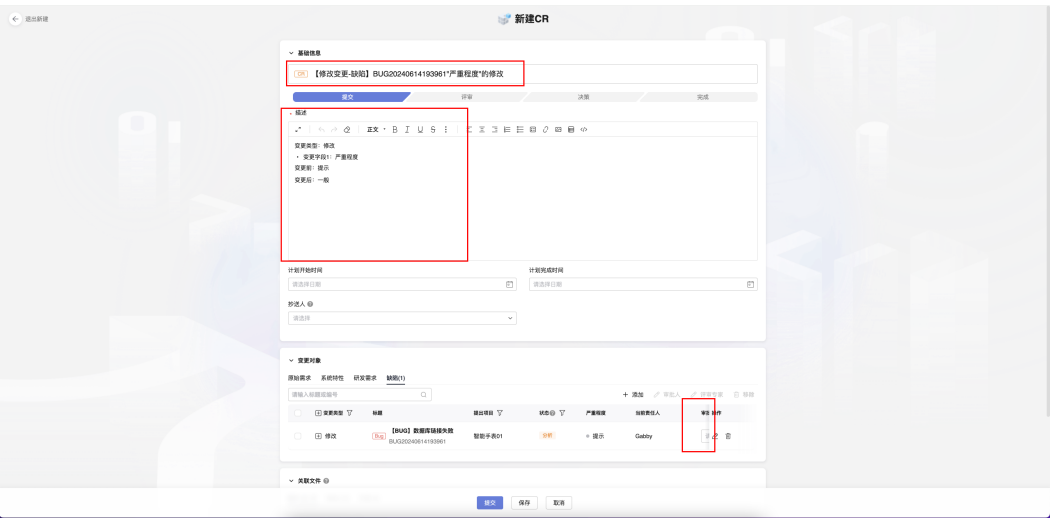 退出新建
新建CR
基础信息
CR 【修改变更-缺陷】BUG20240614193961"严重程度"的修改
提交 评审 决策 完成
描述
正文 B I U S
变更类型：修改
• 变更字段1：严重程度
变更前：提示
变更后：一般
计划开始时间 计划完成时间
请选择日期 请选择日期
抄送人
请选择
变更对象
原始需求 系统特性 研发需求 缺陷(1)
请输入标题或编号 + 添加 审批人 删除
变更类型 标题 提出项目 状态 严重程度 当前责任人 操作
修改 Bug 【BUG】数据库链接失败 智能手表01 分析 提示 Gabby
BUG20240614193961
关联文件
提交 保存 取消